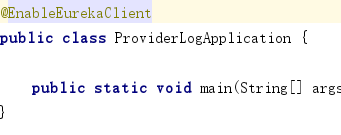 @EnableEurekaClient
public class ProviderLogApplication {
public static void main(String[] args
}